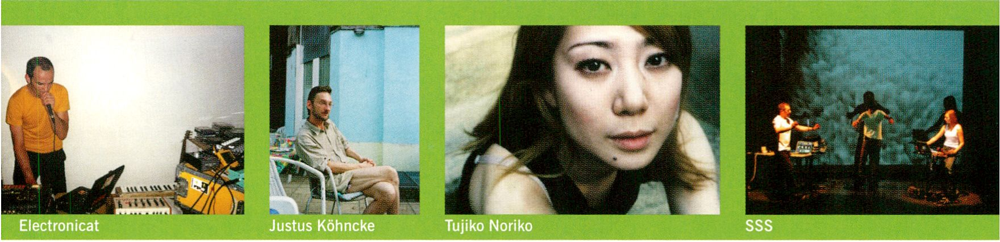 Electronicat
Justus Köhncke
Tujiko Noriko
SSS